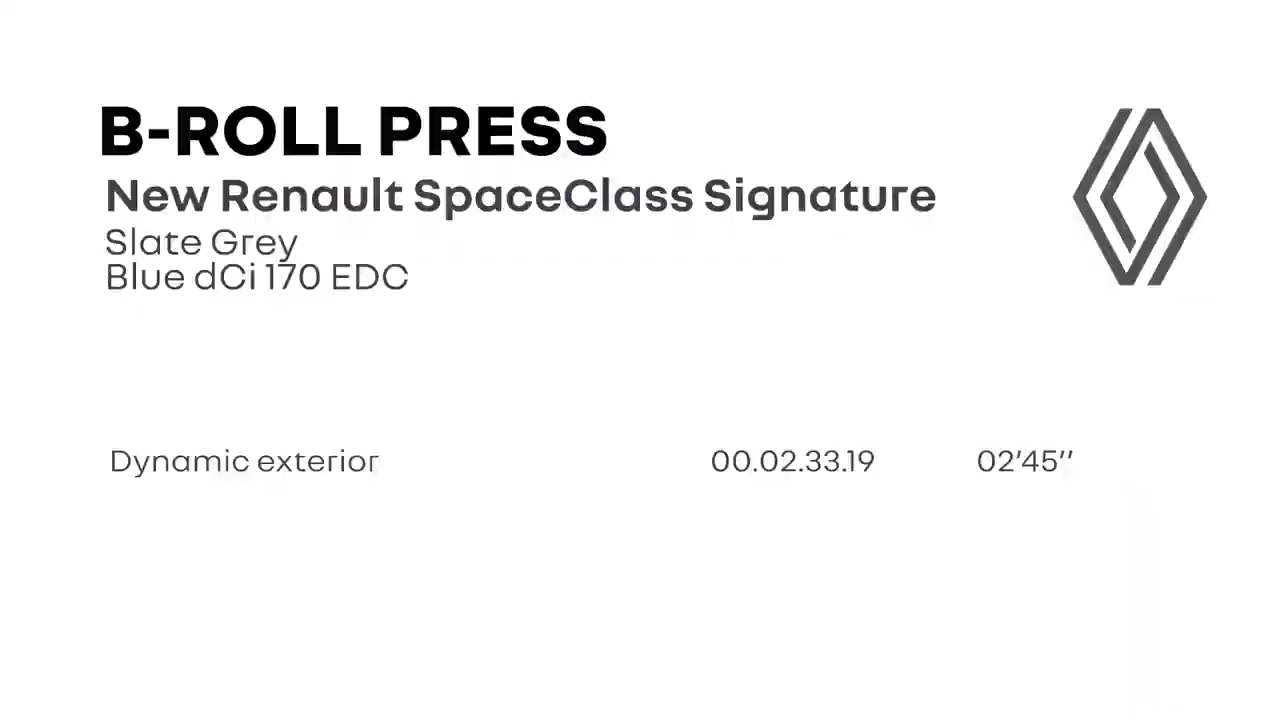 B-ROLL PRESS
New Renault SpaceClass Signature
Slate Grey
Blue dCi 170 EDC
Dynamic exterior 00.02.33.19 02'45''